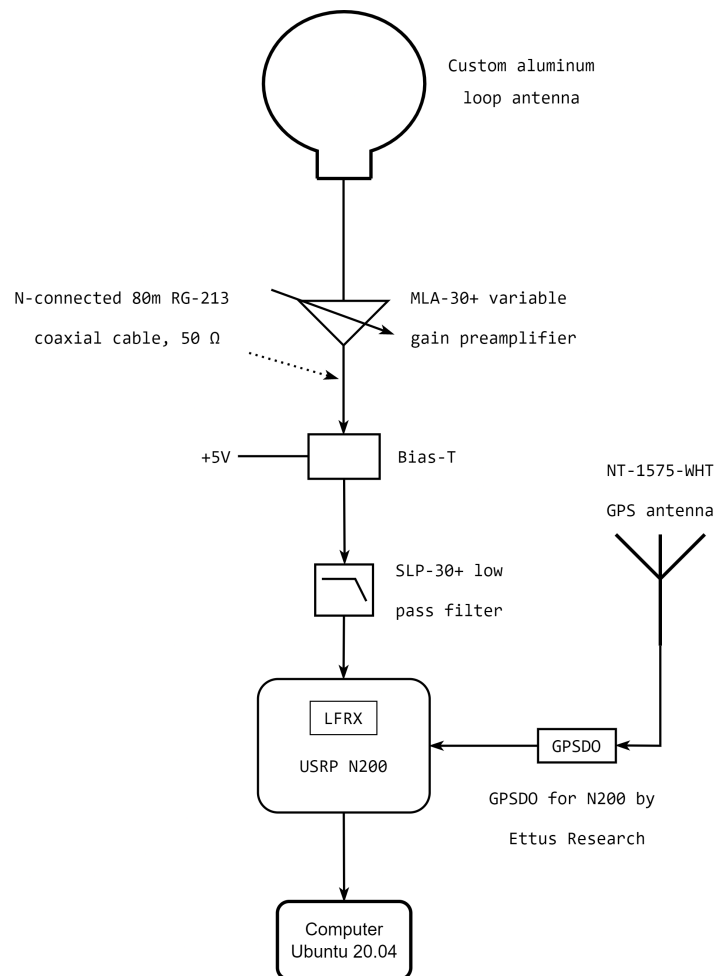 Custom aluminum
loop antenna
N-connected 80m RG-213
coaxial cable, 50 Ω
MLA-30+ variable
gain preamplifier
+5V
Bias-T
NT-1575-WHT
GPS antenna
SLP-30+ low
pass filter
LFRX
USRP N200
GPSDO
GPSDO for N200 by
Ettus Research
Computer
Ubuntu 20.04